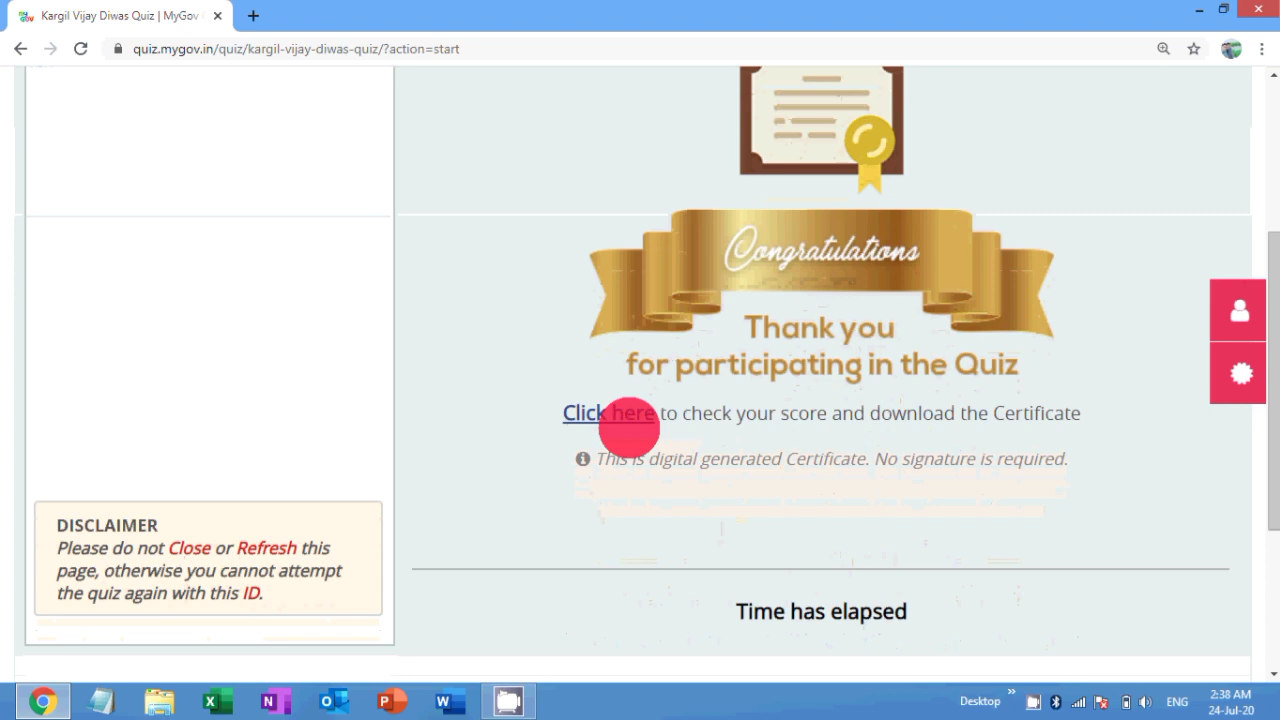 Kargil Vijay Diwas Quiz | MyGov
quiz.mygov.in/quiz/kargil-vijay-diwas-quiz/?action=start
Congratulations
Thank you
for participating in the Quiz
Click here to check your score and download the Certificate
This is digital generated Certificate. No signature is required.
DISCLAIMER
Please do not Close or Refresh this
page, otherwise you cannot attempt
the quiz again with this ID.
Time has elapsed
Desktop
ENG
2:38 AM
24-Jul-20